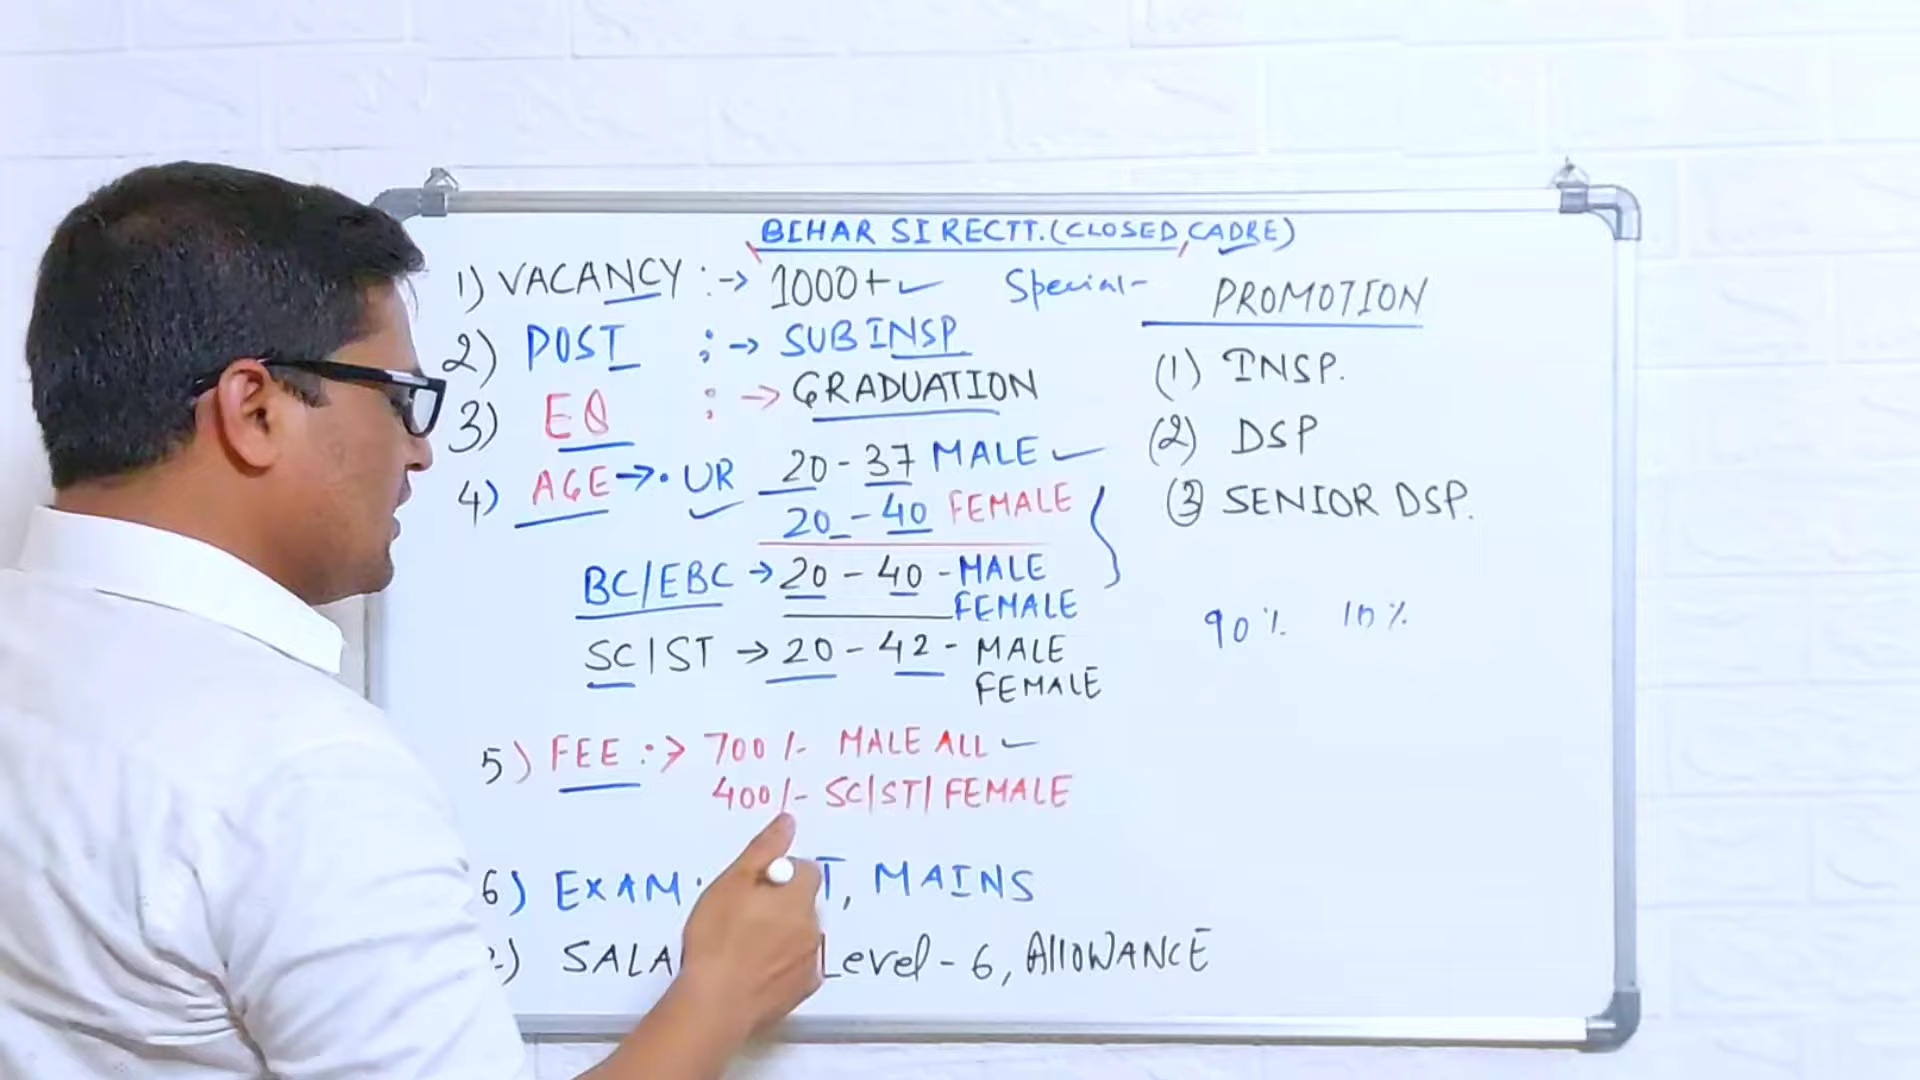 BIHAR SI RECTT. (CLOSED, CADRE)
1) VACANCY :-> 1000+ Special-
2) POST :-> SUB INSP
3) EQ :-> GRADUATION
4) AGE -> • UR 20 - 37 MALE
20 - 40 FEMALE
BC/EBC -> 20 - 40 - MALE
FEMALE
SC|ST -> 20 - 42 - MALE
FEMALE
5) FEE :-> 700/- MALE ALL
400/- SC|ST|FEMALE
6) EXAM , MAINS
) Level - 6, AllOWANCE
PROMOTION
(1) INSP.
(2) DSP
(3) SENIOR DSP.
90% 10%